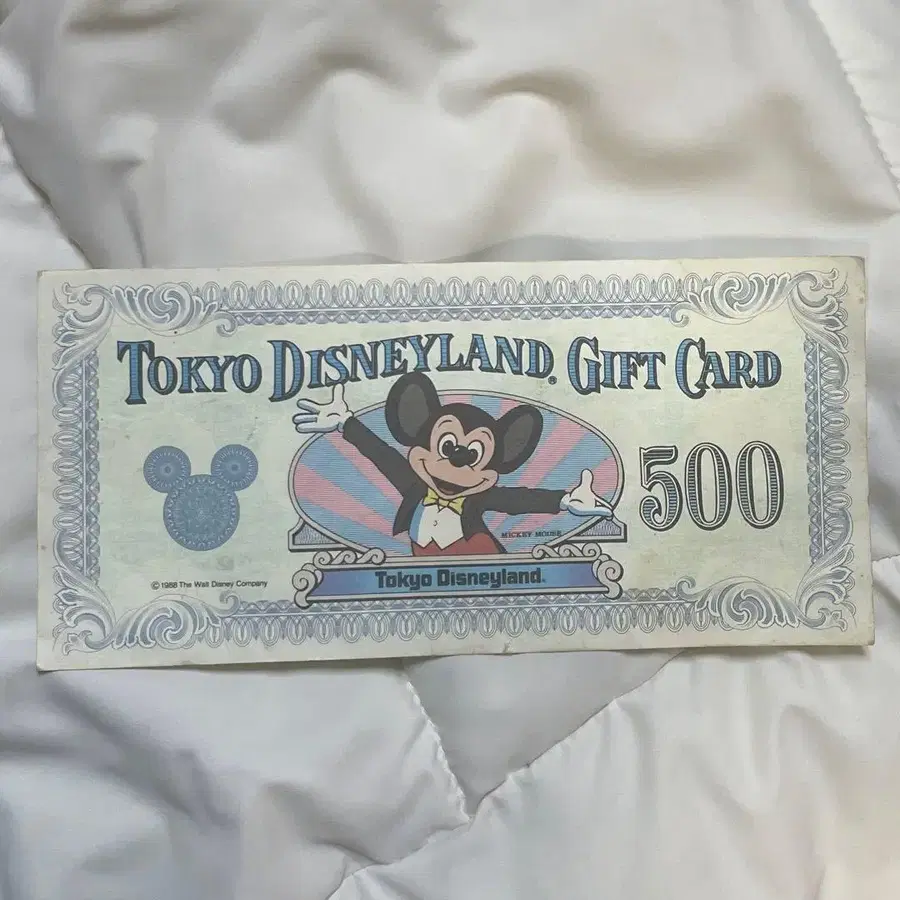 TOKYO DISNEYLAND® GIFT CARD
500
MICKEY MOUSE
© 1988 The Walt Disney Company
Tokyo Disneyland®